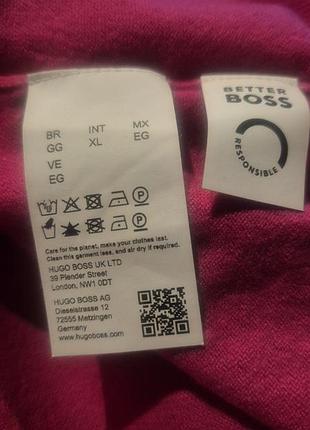 BR INT MX
GG XL EG
VE
EG
Care for the planet, make your clothes last.
Clean this garment less, and air dry if required.
HUGO BOSS UK LTD
39 Plender Street
London, NW1 0DT
HUGO BOSS AG
Dieselstrasse 12
72555 Metzingen
Germany
www.hugoboss.com
BETTER
BOSS
RESPONSIBLE